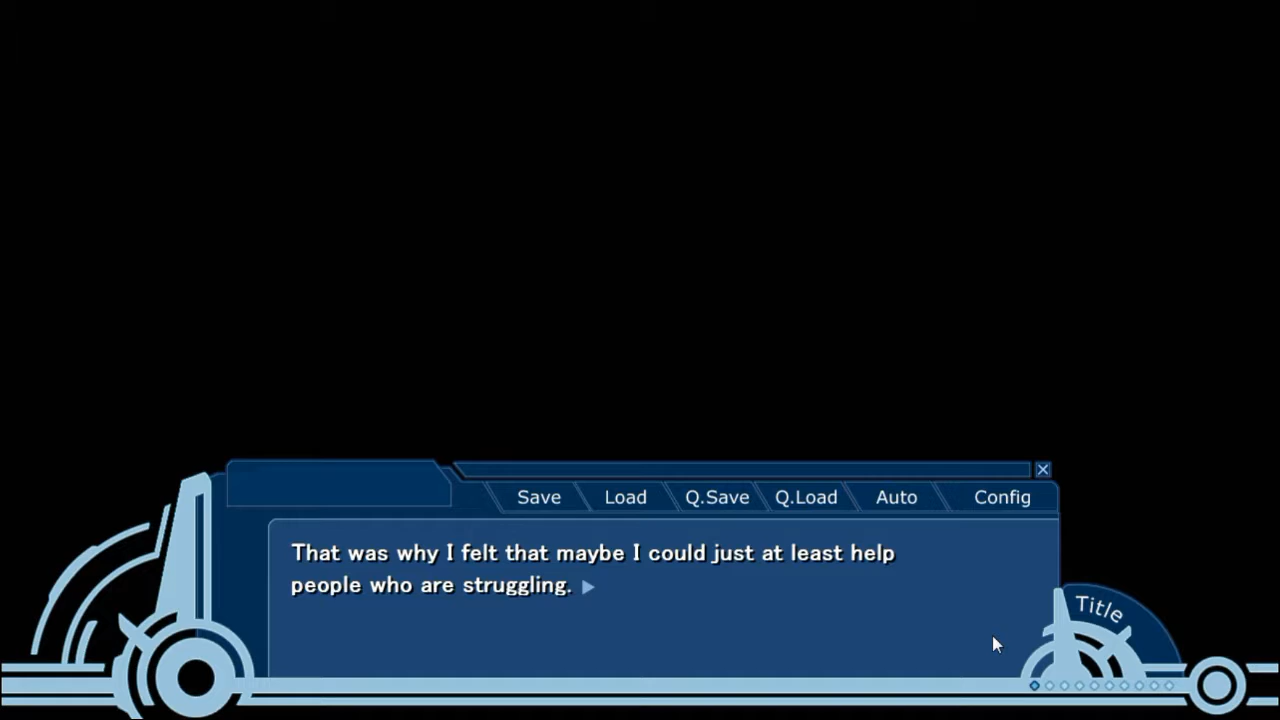 Save Load Q.Save Q.Load Auto Config
That was why I felt that maybe I could just at least help
people who are struggling.
Title